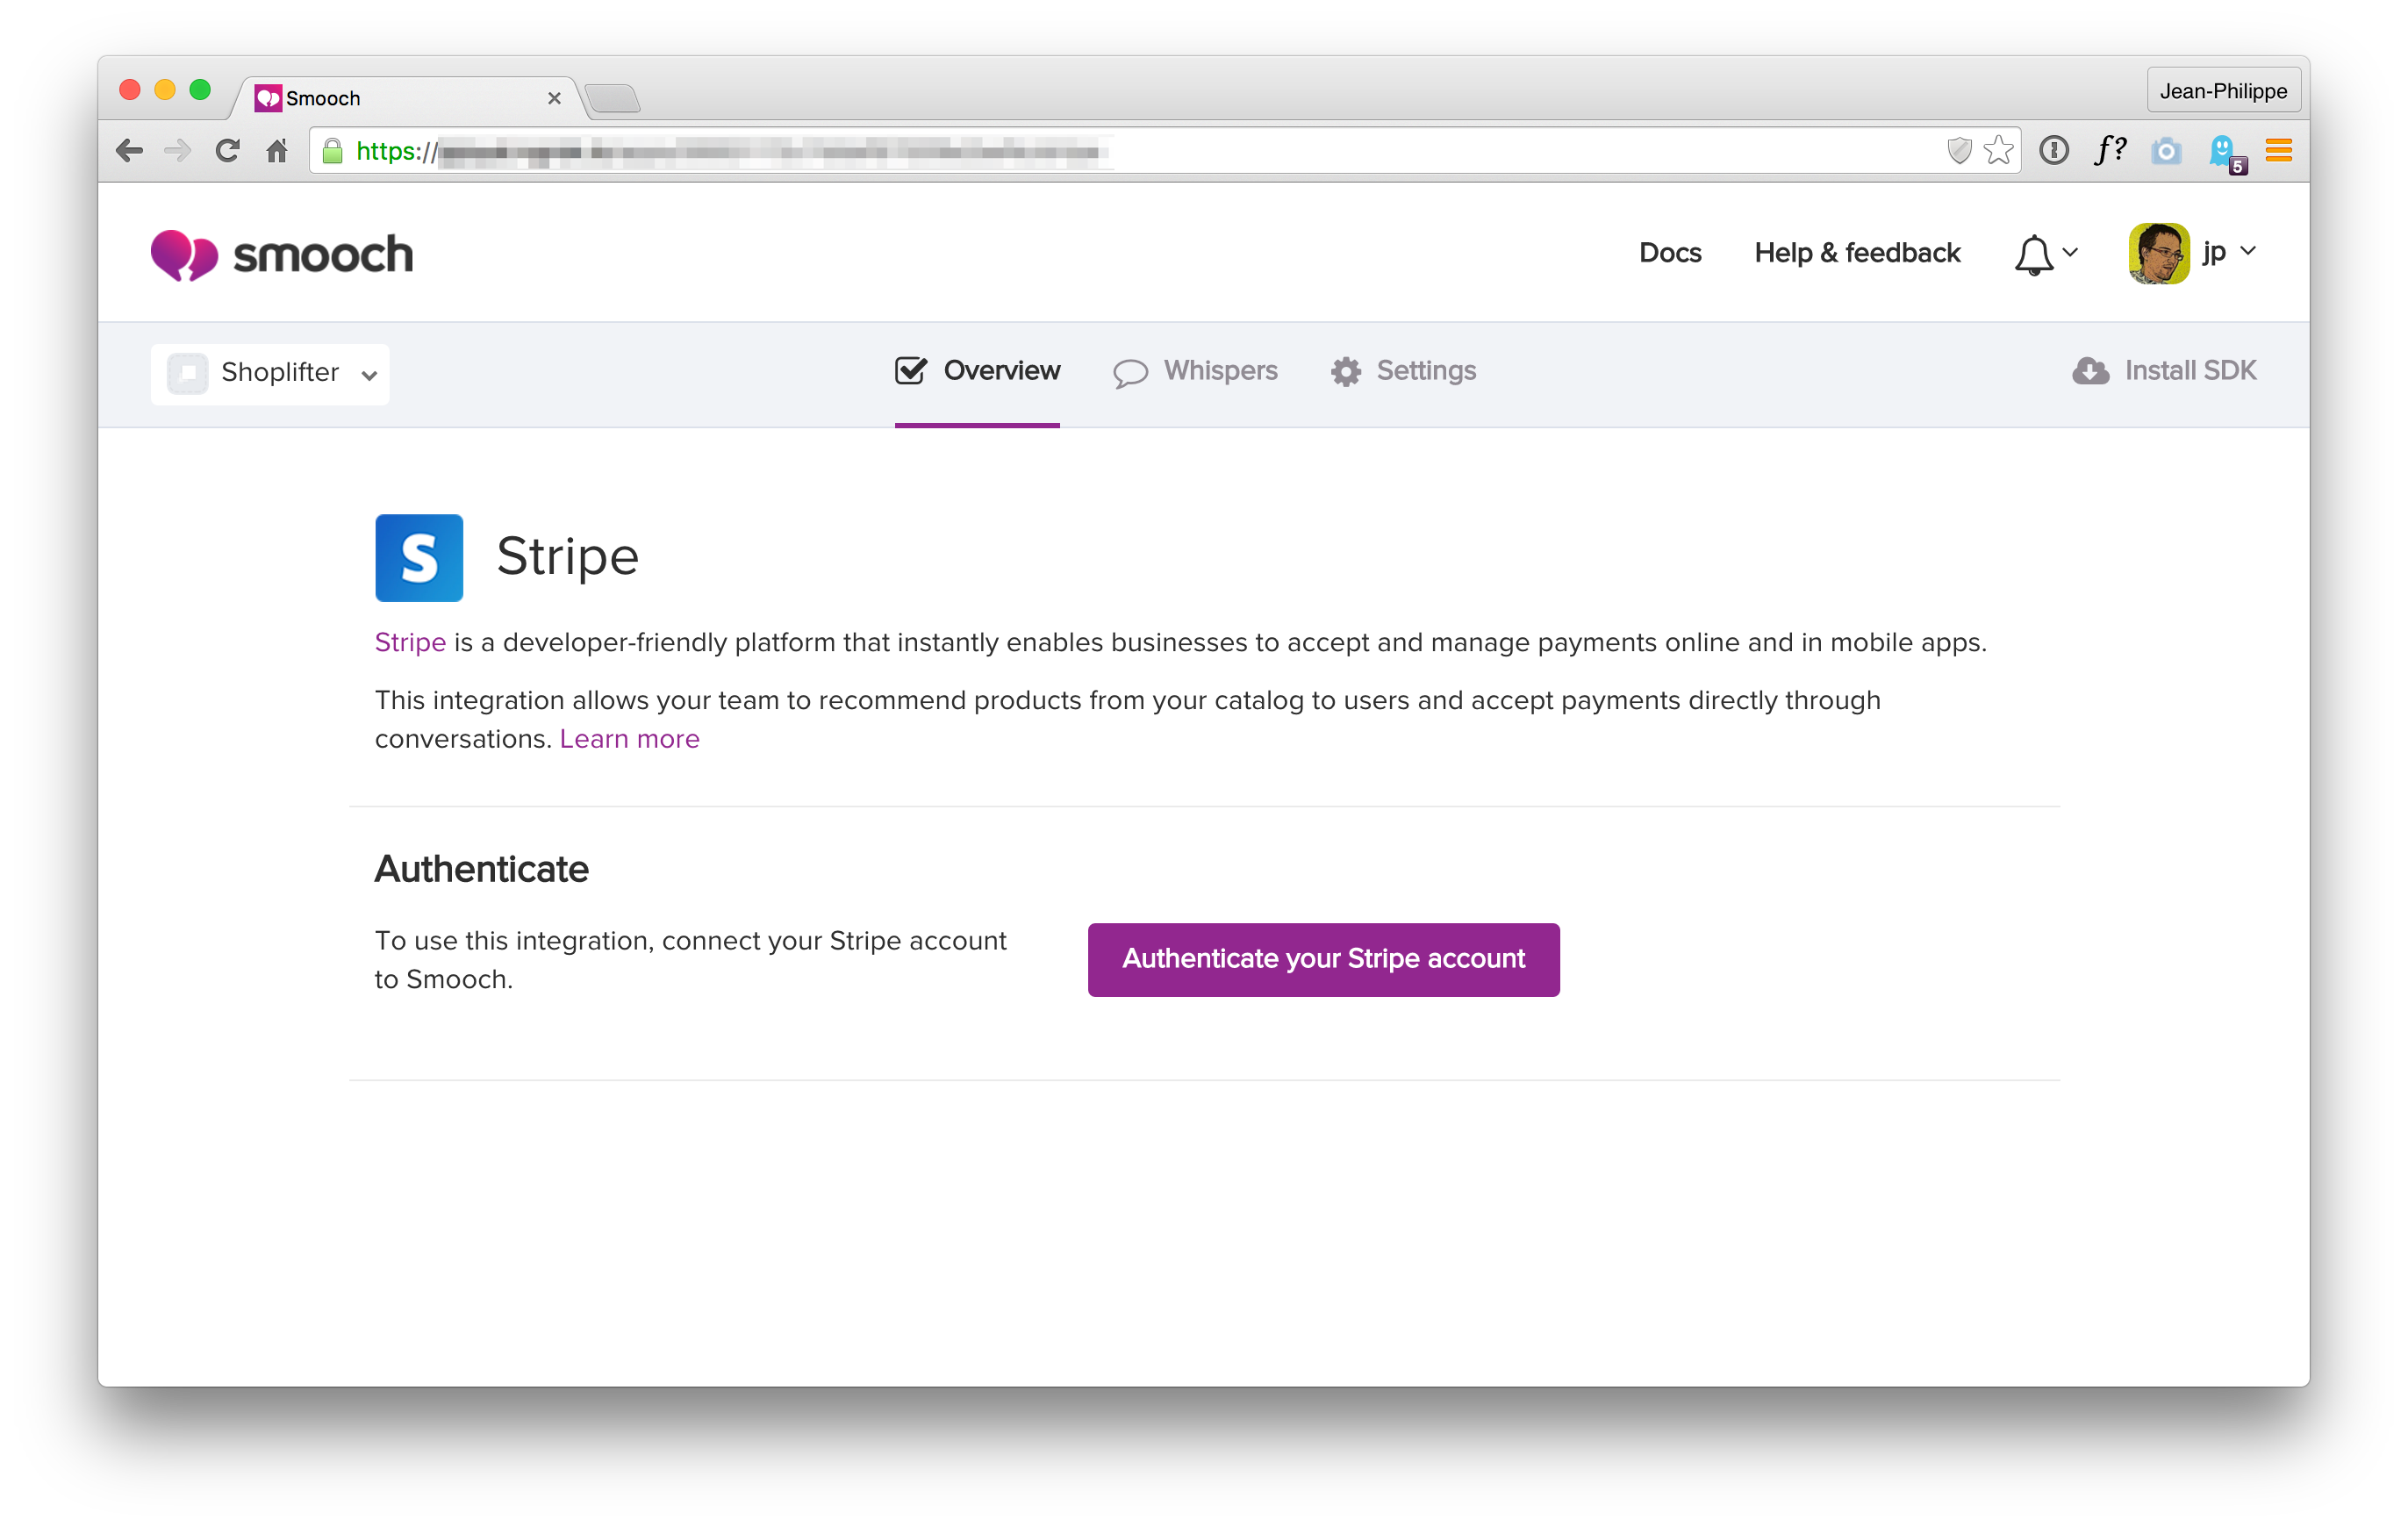 Smooch
Jean-Philippe
https://
f?
5
smooch
Docs
Help & feedback
jp
Shoplifter
Overview
Whispers
Settings
Install SDK
S
Stripe
Stripe is a developer-friendly platform that instantly enables businesses to accept and manage payments online and in mobile apps.
This integration allows your team to recommend products from your catalog to users and accept payments directly through
conversations. Learn more
Authenticate
To use this integration, connect your Stripe account
to Smooch.
Authenticate your Stripe account